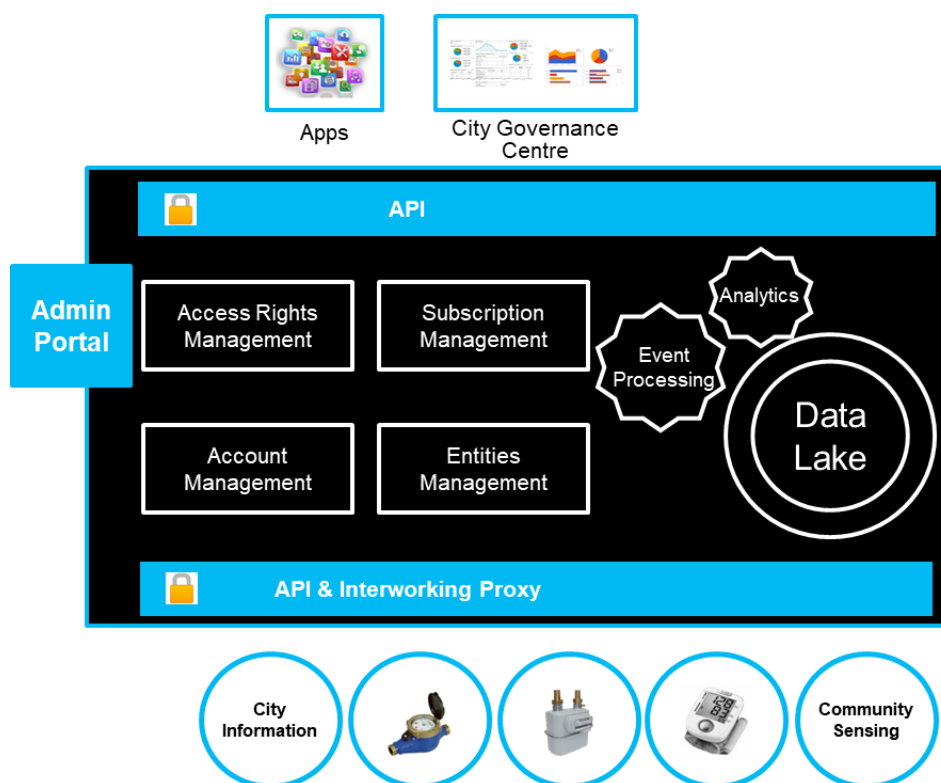 Apps
City Governance
Centre
API
Admin
Portal
Access Rights
Management
Subscription
Management
Analytics
Event
Processing
Data
Lake
Account
Management
Entities
Management
API & Interworking Proxy
City
Information
Community
Sensing